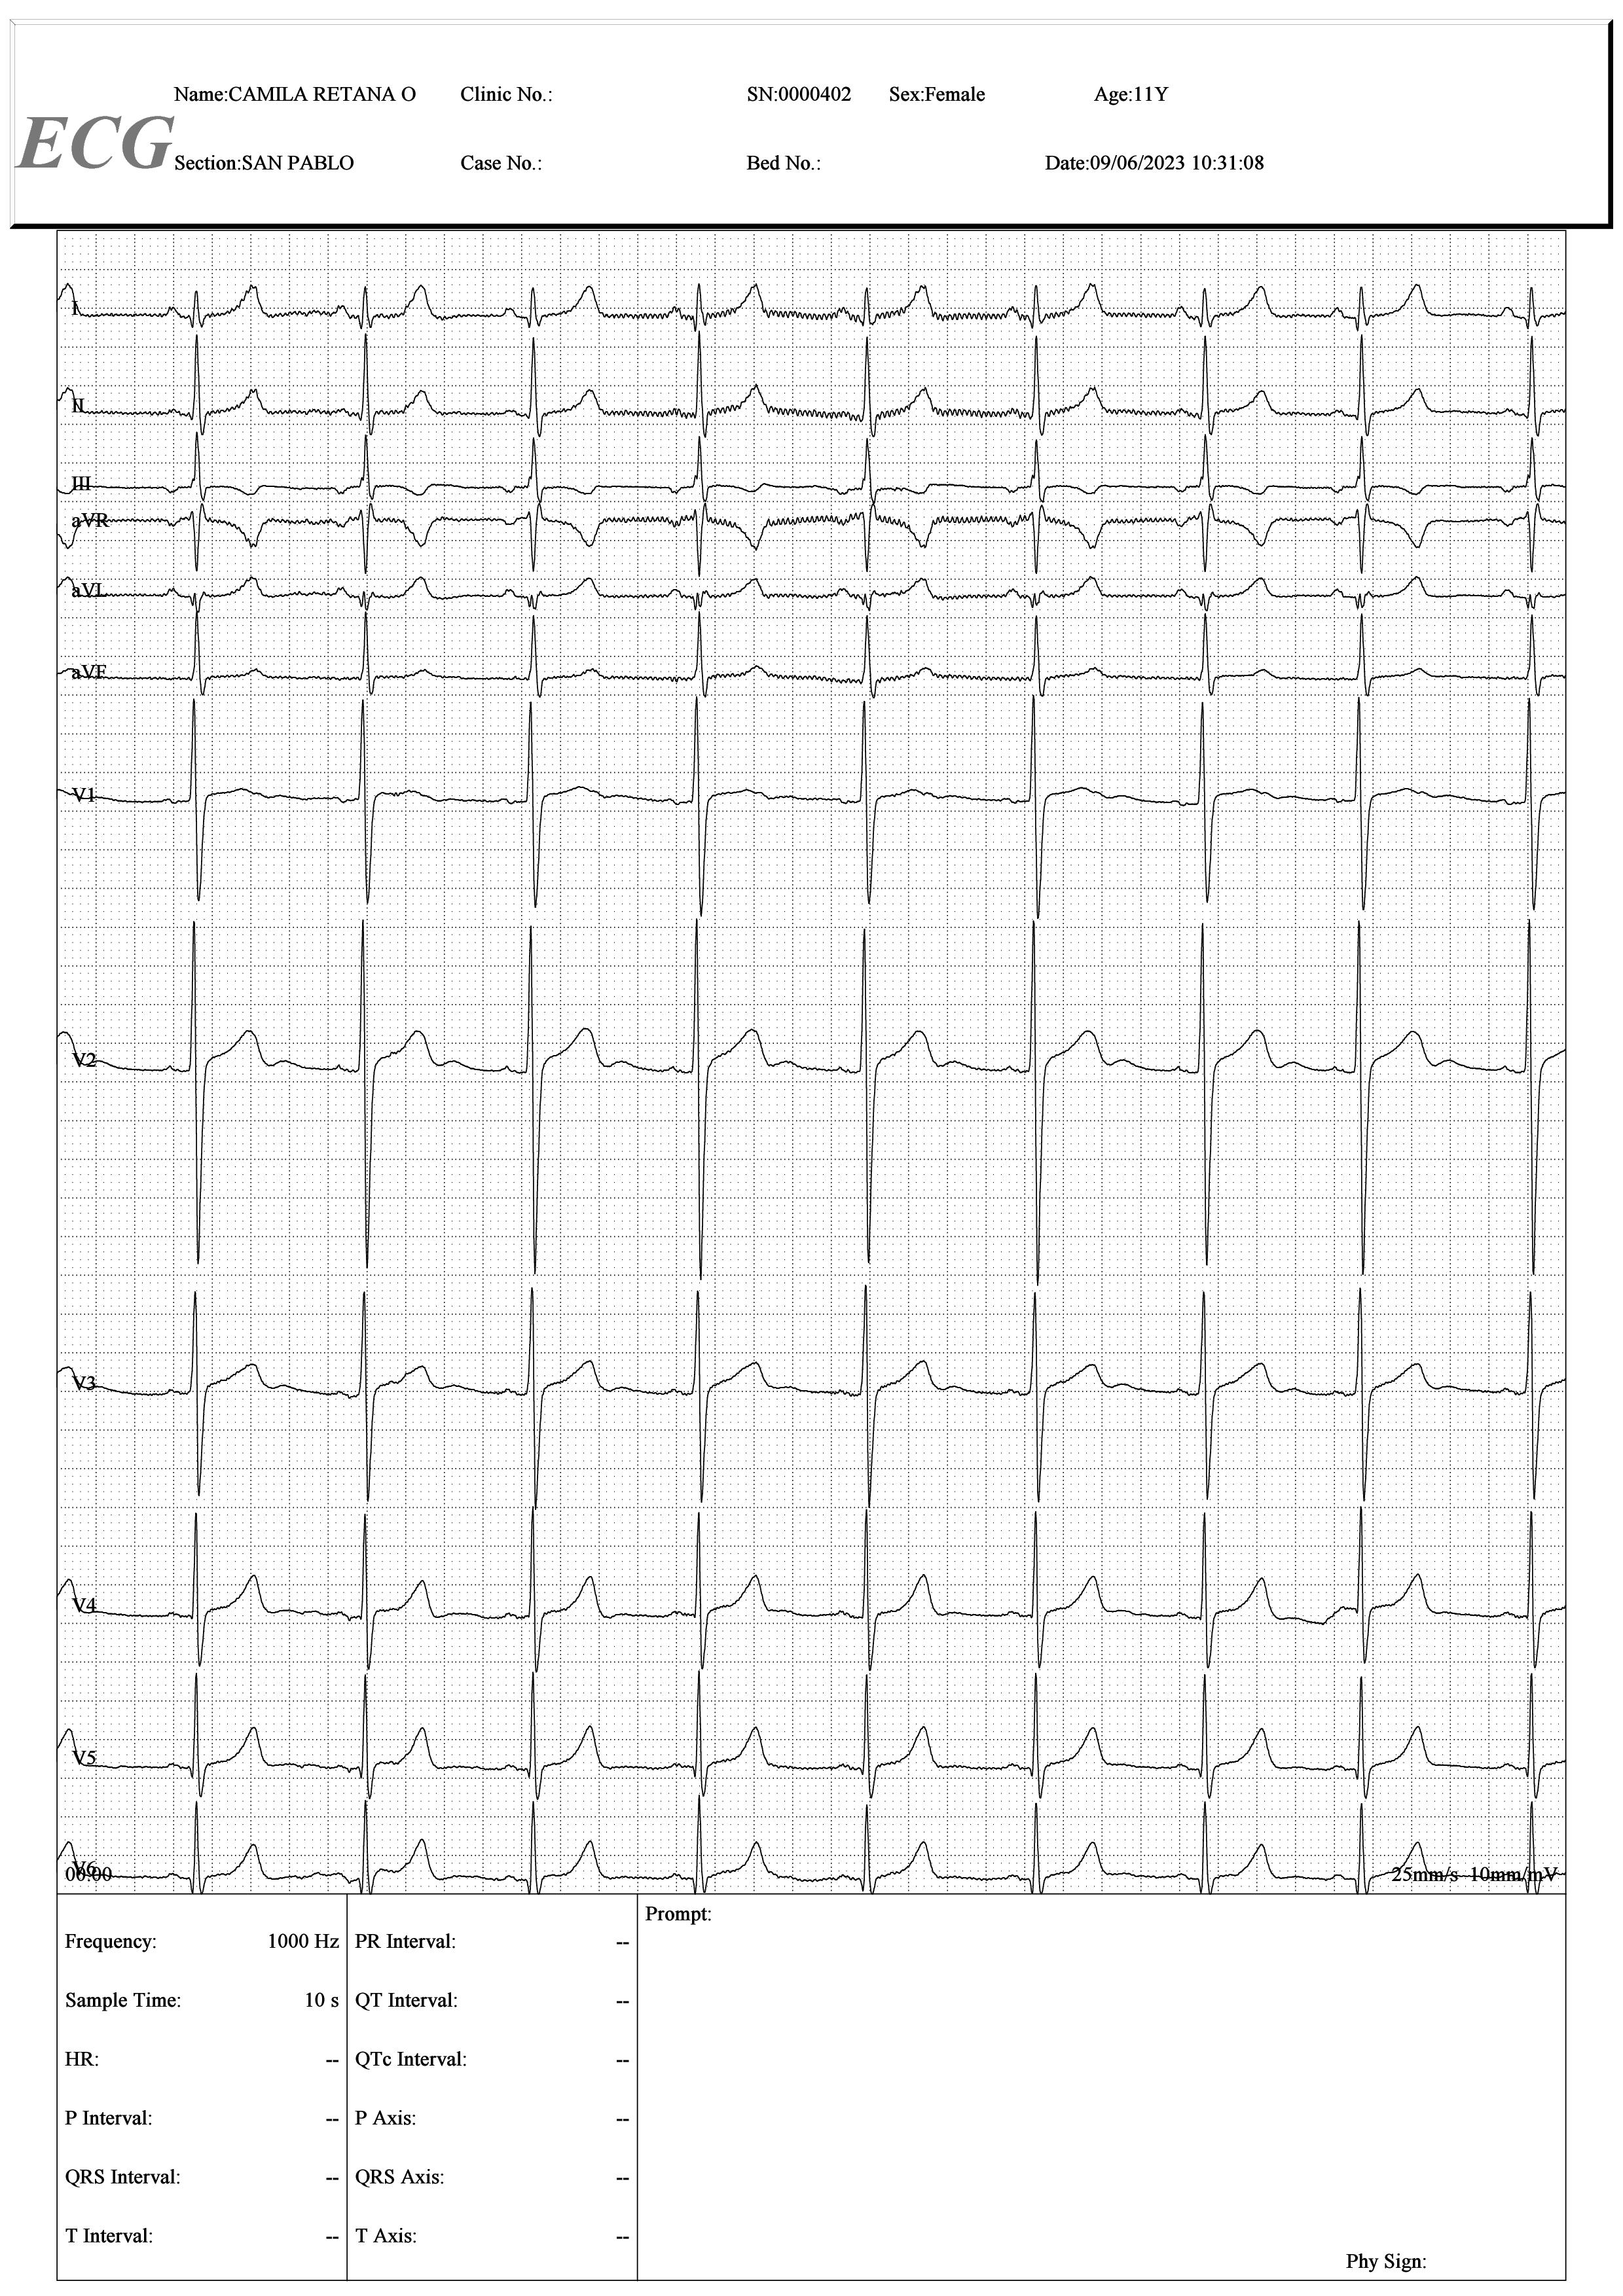 ECG
Name:CAMILA RETANA O Clinic No.: SN:0000402 Sex:Female Age:11Y
Section:SAN PABLO Case No.: Bed No.: Date:09/06/2023 10:31:08
I
II
III
aVR
aVL
aVF
V1
V2
V3
V4
V5
V6
00:00 25mm/s 10mm/mV
Frequency: 1000 Hz PR Interval: -- Prompt:
Sample Time: 10 s QT Interval: --
HR: -- QTc Interval: --
P Interval: -- P Axis: --
QRS Interval: -- QRS Axis: --
T Interval: -- T Axis: --
Phy Sign: